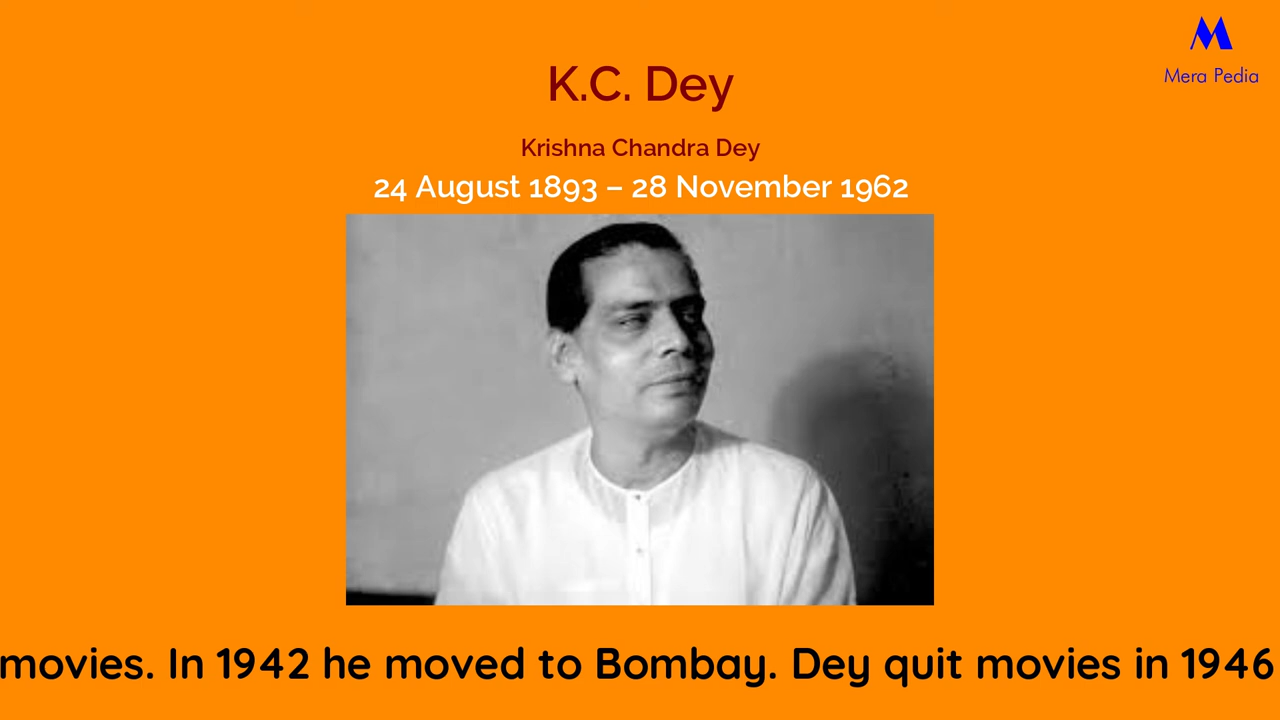 Mera Pedia
K.C. Dey
Krishna Chandra Dey
24 August 1893 – 28 November 1962
movies. In 1942 he moved to Bombay. Dey quit movies in 1946